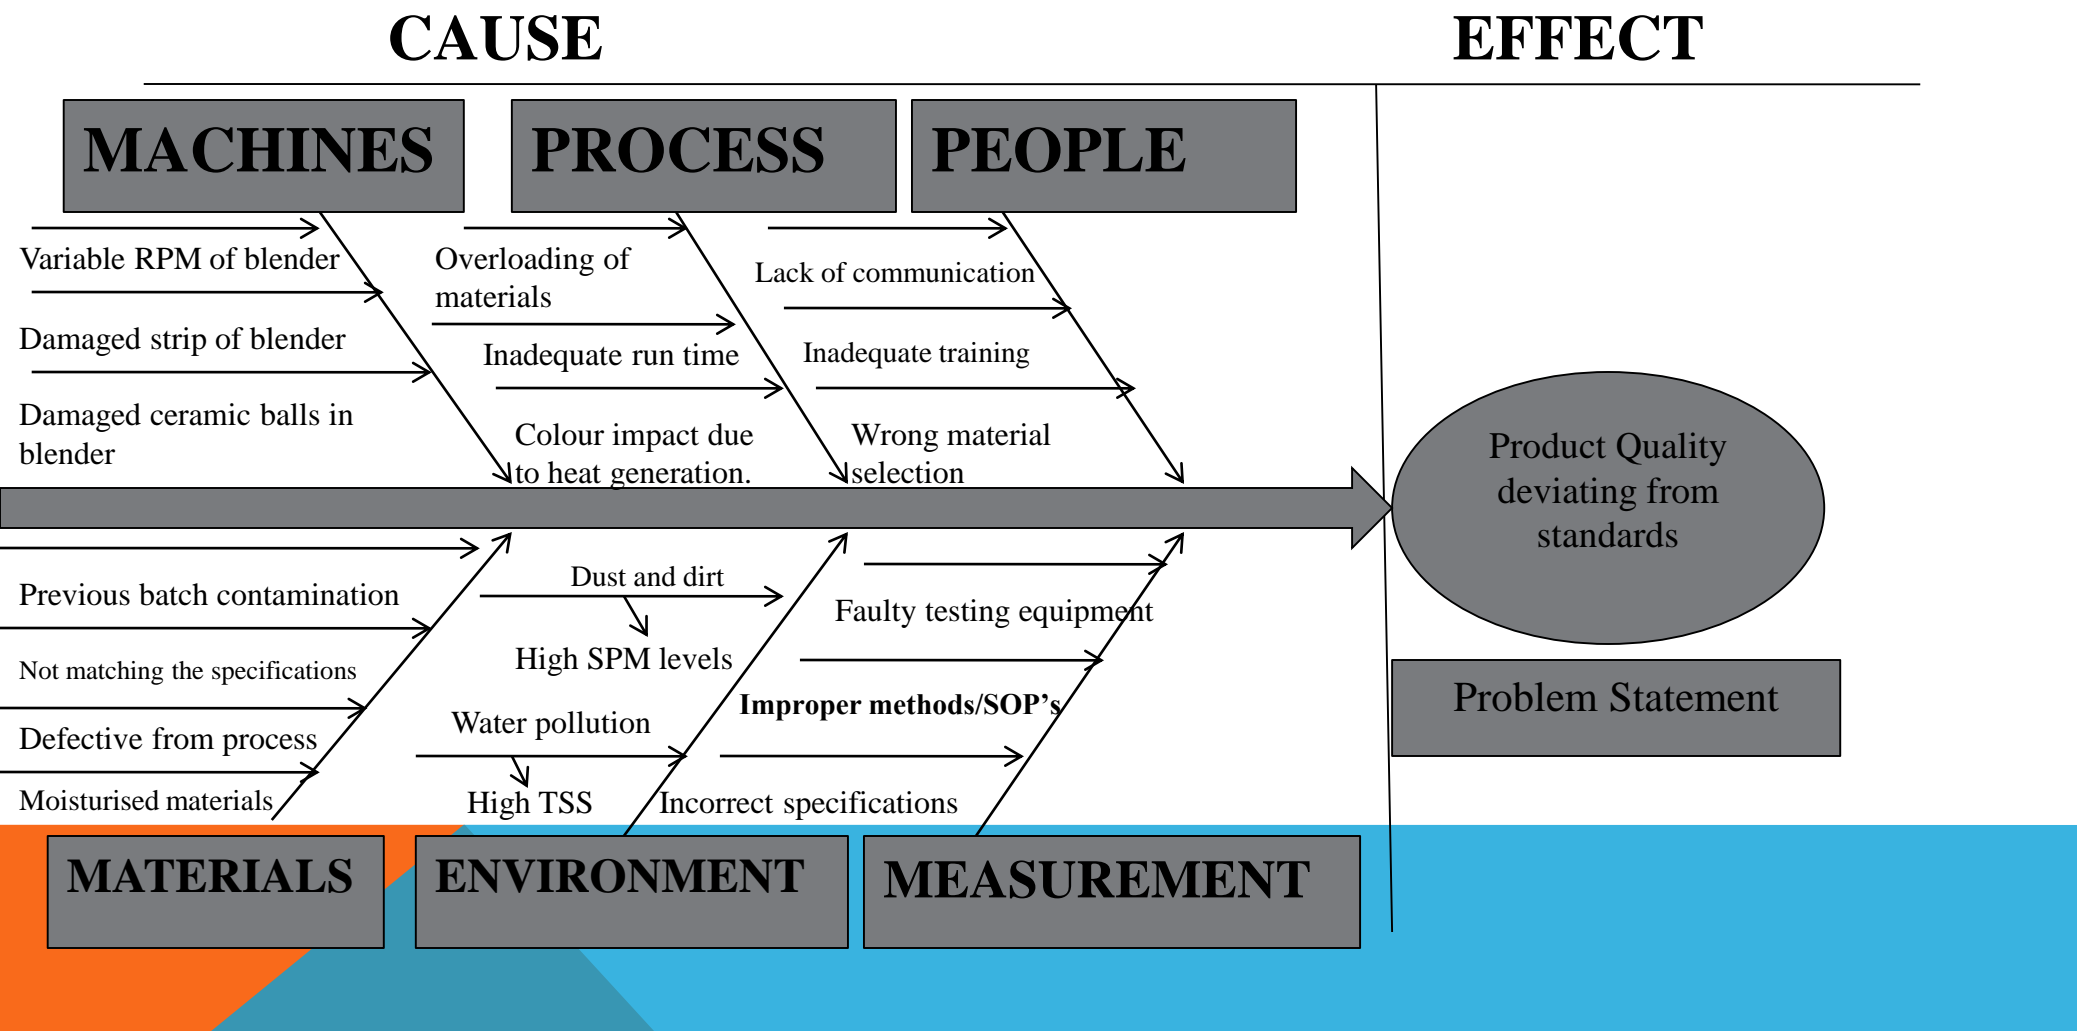 CAUSE
EFFECT
MACHINES
PROCESS
PEOPLE
Variable RPM of blender
Damaged strip of blender
Damaged ceramic balls in
blender
Overloading of
materials
Inadequate run time
Colour impact due
to heat generation.
Lack of communication
Inadequate training
Wrong material
selection
Product Quality
deviating from
standards
Problem Statement
Previous batch contamination
Not matching the specifications
Defective from process
Moisturised materials
Dust and dirt
High SPM levels
Water pollution
High TSS
Faulty testing equipment
Improper methods/SOP's
Incorrect specifications
MATERIALS
ENVIRONMENT
MEASUREMENT